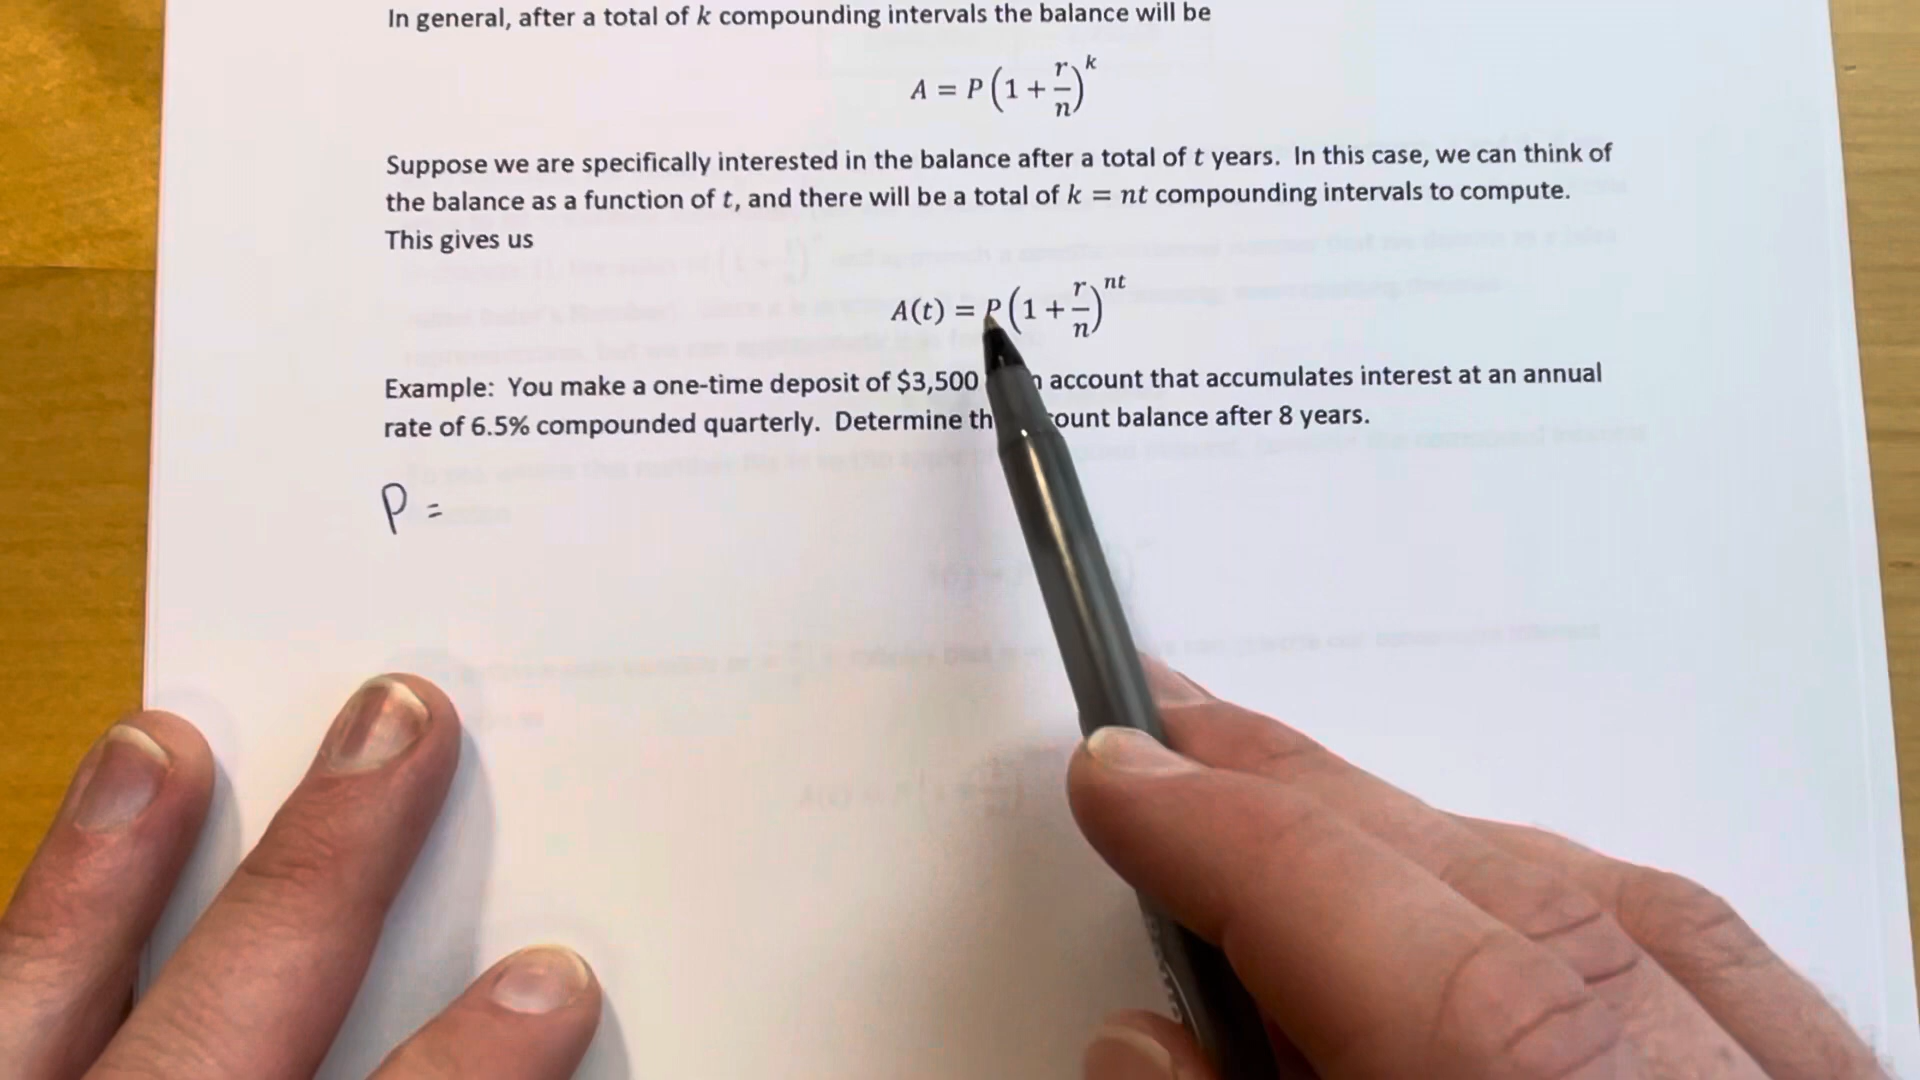 In general, after a total of k compounding intervals the balance will be
A = P(1 + r/n)^k
Suppose we are specifically interested in the balance after a total of t years. In this case, we can think of
the balance as a function of t, and there will be a total of k = nt compounding intervals to compute.
This gives us
A(t) = P(1 + r/n)^nt
Example: You make a one-time deposit of $3,500 account that accumulates interest at an annual
rate of 6.5% compounded quarterly. Determine balance after 8 years.
P =